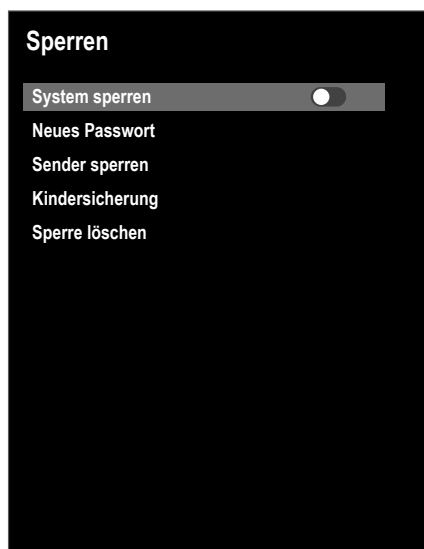 Sperren
System sperren
Neues Passwort
Sender sperren
Kindersicherung
Sperre löschen